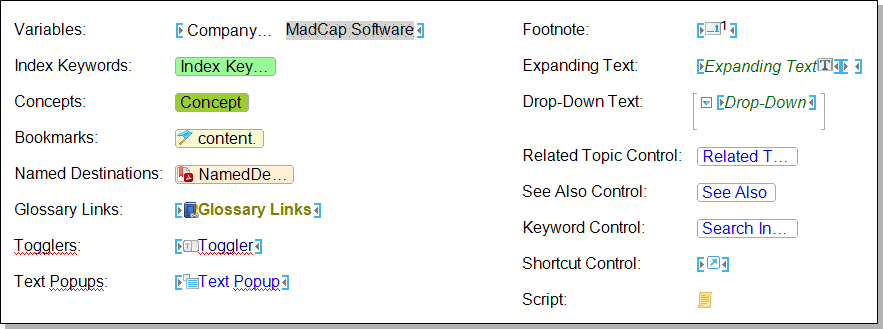 Variables: Company... MadCap Software
Index Keywords: Index Key...
Concepts: Concept
Bookmarks: content.
Named Destinations: NamedDe...
Glossary Links: Glossary Links
Togglers: Toggler
Text Popups: Text Popup
Footnote: 1
Expanding Text: Expanding Text
Drop-Down Text: Drop-Down
Related Topic Control: Related T...
See Also Control: See Also
Keyword Control: Search In...
Shortcut Control:
Script: